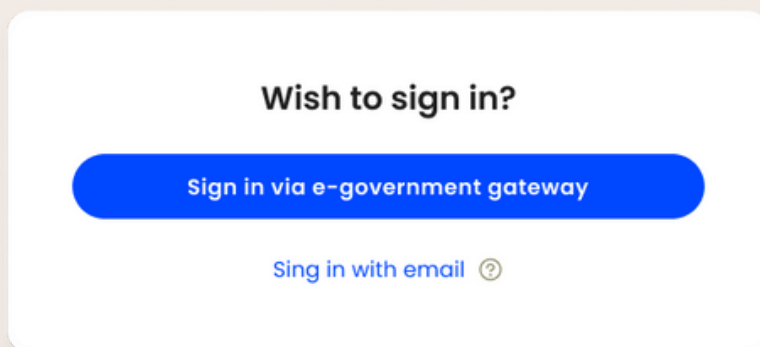 Wish to sign in?
Sign in via e-government gateway
Sing in with email